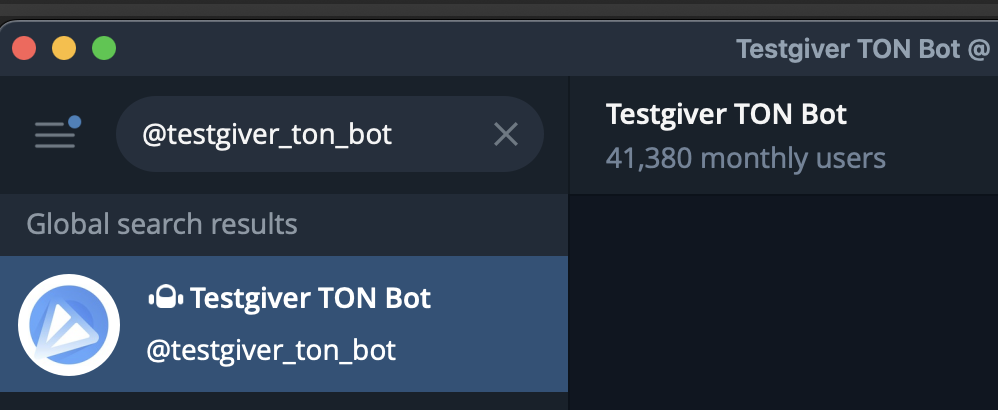 Testgiver TON Bot @
@testgiver_ton_bot
Testgiver TON Bot
41,380 monthly users
Global search results
Testgiver TON Bot
@testgiver_ton_bot